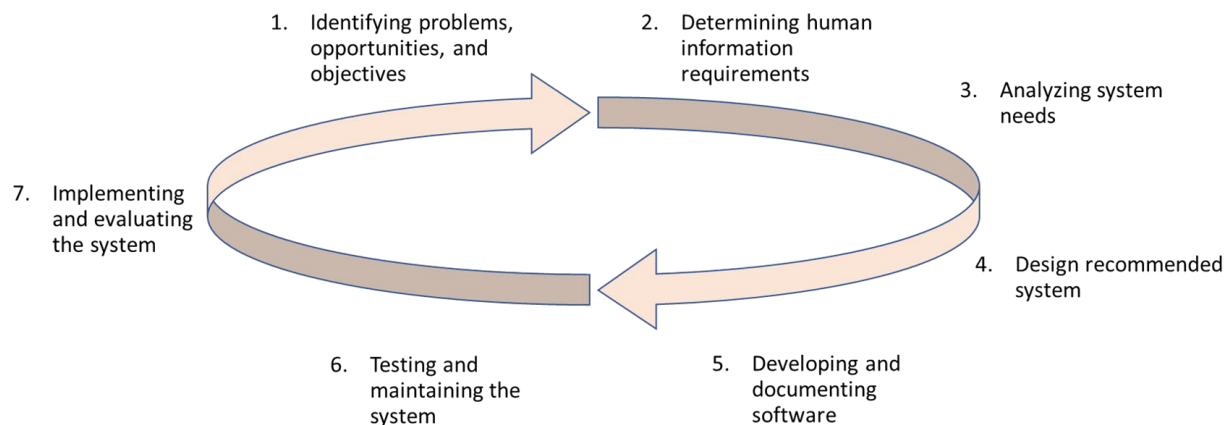 1. Identifying problems,
opportunities, and
objectives
2. Determining human
information
requirements
3. Analyzing system
needs
4. Design recommended
system
5. Developing and
documenting
software
6. Testing and
maintaining the
system
7. Implementing
and evaluating
the system